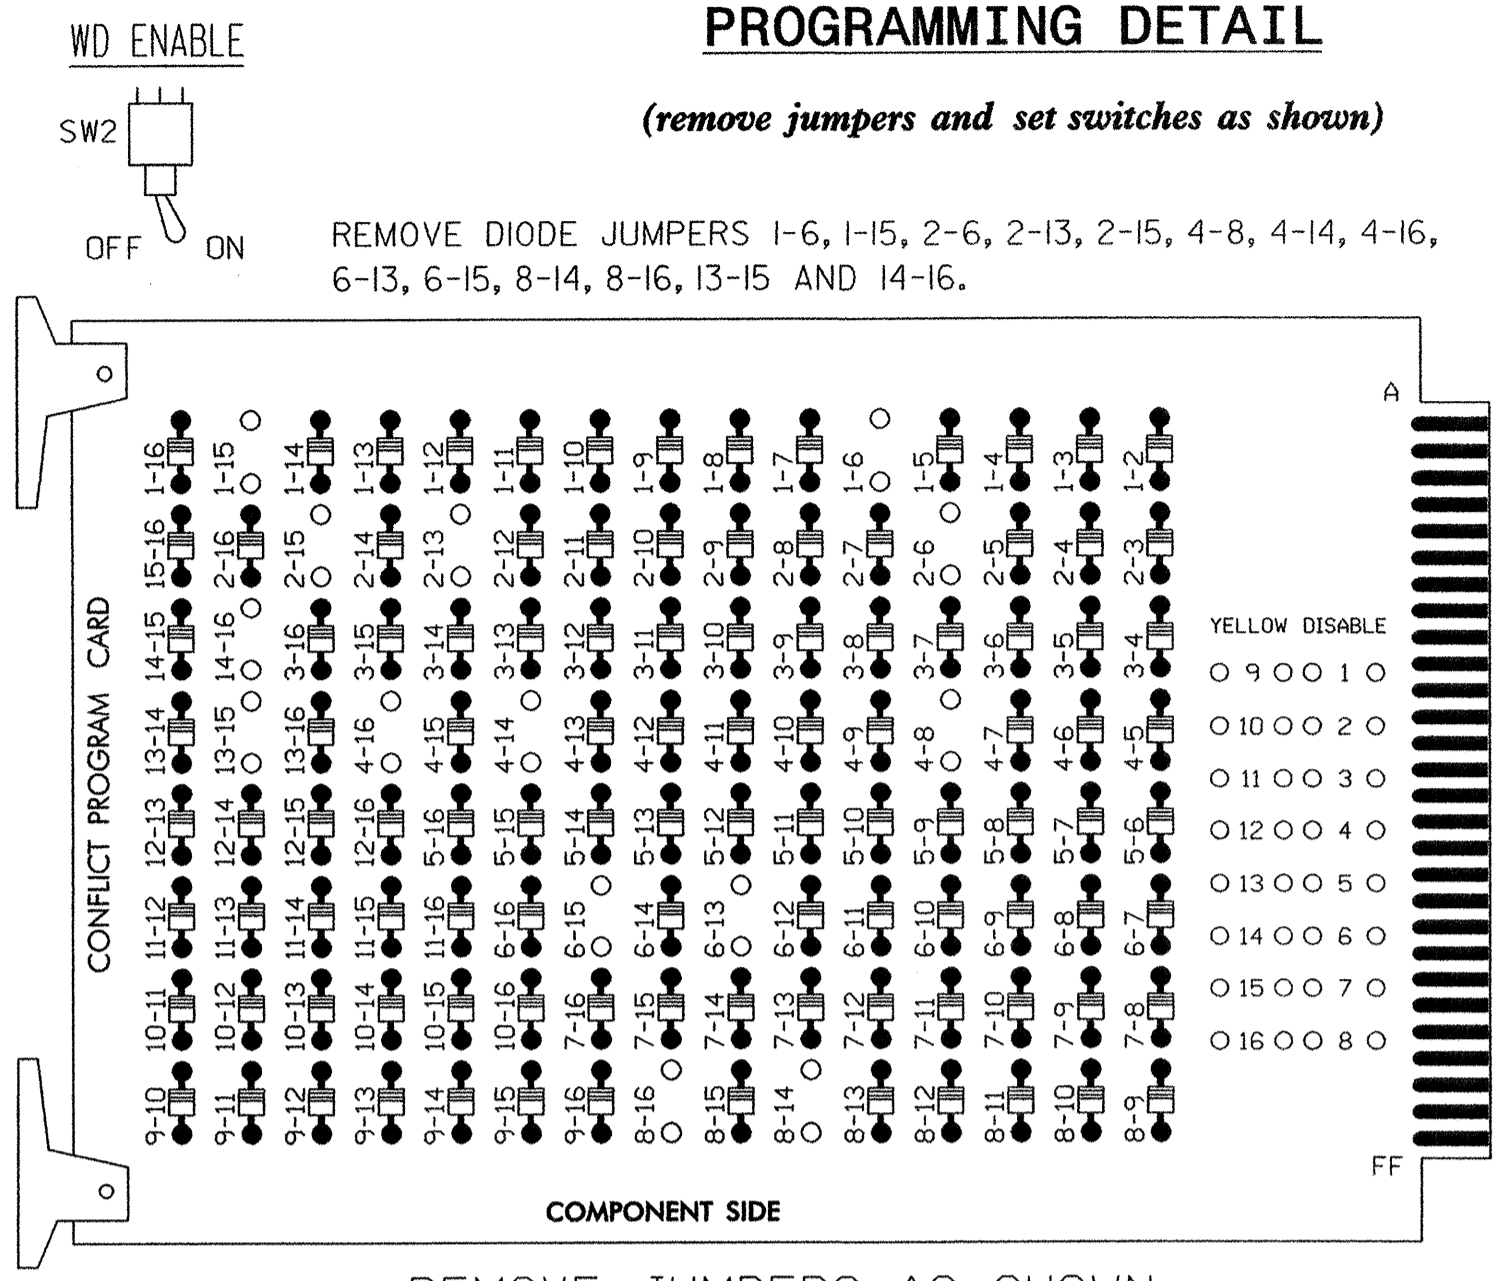 PROGRAMMING DETAIL
WD ENABLE
(remove jumpers and set switches as shown)
SW2
OFF ON
REMOVE DIODE JUMPERS 1-6, 1-15, 2-6, 2-13, 2-15, 4-8, 4-14, 4-16,
6-13, 6-15, 8-14, 8-16, 13-15 AND 14-16.
A
1-16 1-15 1-14 1-13 1-12 1-11 1-10 1-9 1-8 1-7 1-6 1-5 1-4 1-3 1-2
15-16 2-16 2-15 2-14 2-13 2-12 2-11 2-10 2-9 2-8 2-7 2-6 2-5 2-4 2-3
14-15 14-16 3-16 3-15 3-14 3-13 3-12 3-11 3-10 3-9 3-8 3-7 3-6 3-5 3-4
13-14 13-15 13-16 4-16 4-15 4-14 4-13 4-12 4-11 4-10 4-9 4-8 4-7 4-6 4-5
12-13 12-14 12-15 12-16 5-16 5-15 5-14 5-13 5-12 5-11 5-10 5-9 5-8 5-7 5-6
11-12 11-13 11-14 11-15 11-16 6-16 6-15 6-14 6-13 6-12 6-11 6-10 6-9 6-8 6-7
10-11 10-12 10-13 10-14 10-15 10-16 7-16 7-15 7-14 7-13 7-12 7-11 7-10 7-9 7-8
9-10 9-11 9-12 9-13 9-14 9-15 9-16 8-16 8-15 8-14 8-13 8-12 8-11 8-10 8-9
CONFLICT PROGRAM CARD
YELLOW DISABLE
9 1
10 2
11 3
12 4
13 5
14 6
15 7
16 8
FF
COMPONENT SIDE
REMOVE JUMPERS AS SHOWN